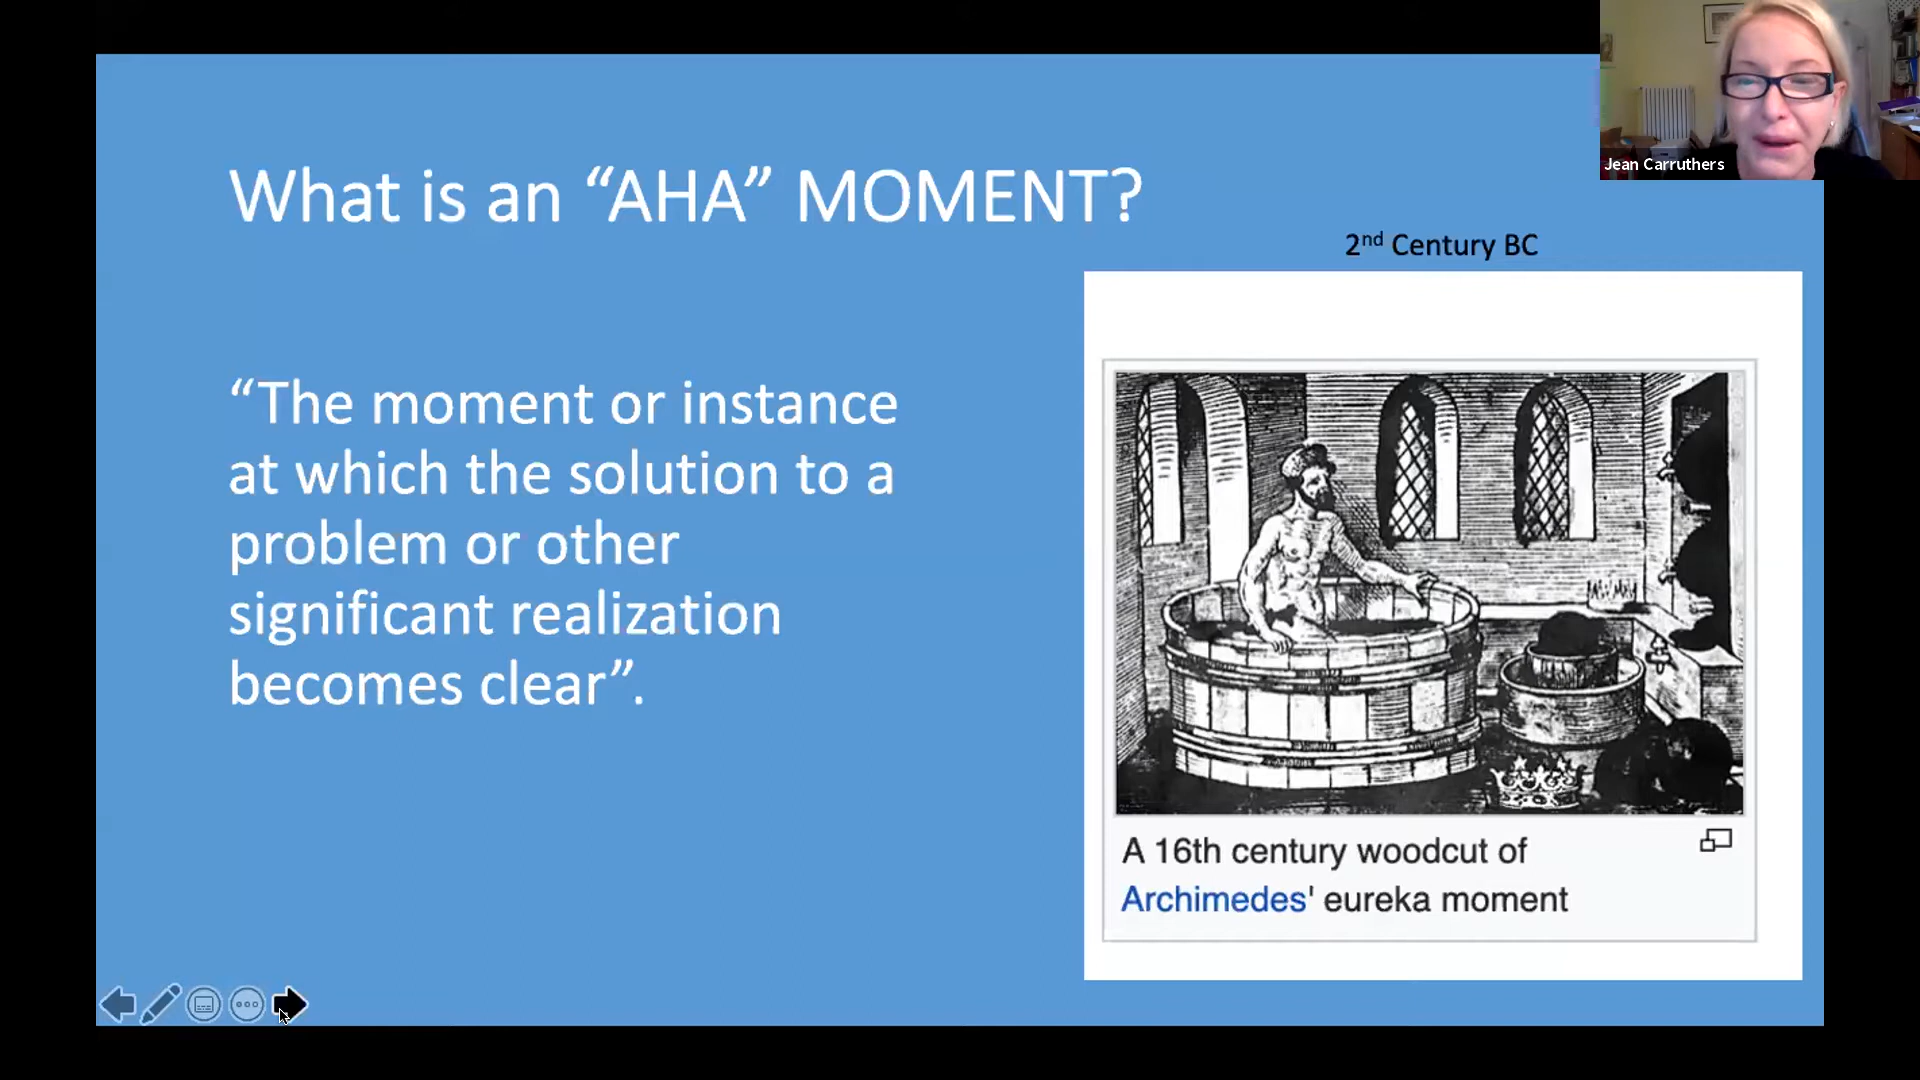 Jean Carruthers
What is an “AHA” MOMENT?
2nd Century BC
“The moment or instance
at which the solution to a
problem or other
significant realization
becomes clear”.
A 16th century woodcut of
Archimedes' eureka moment